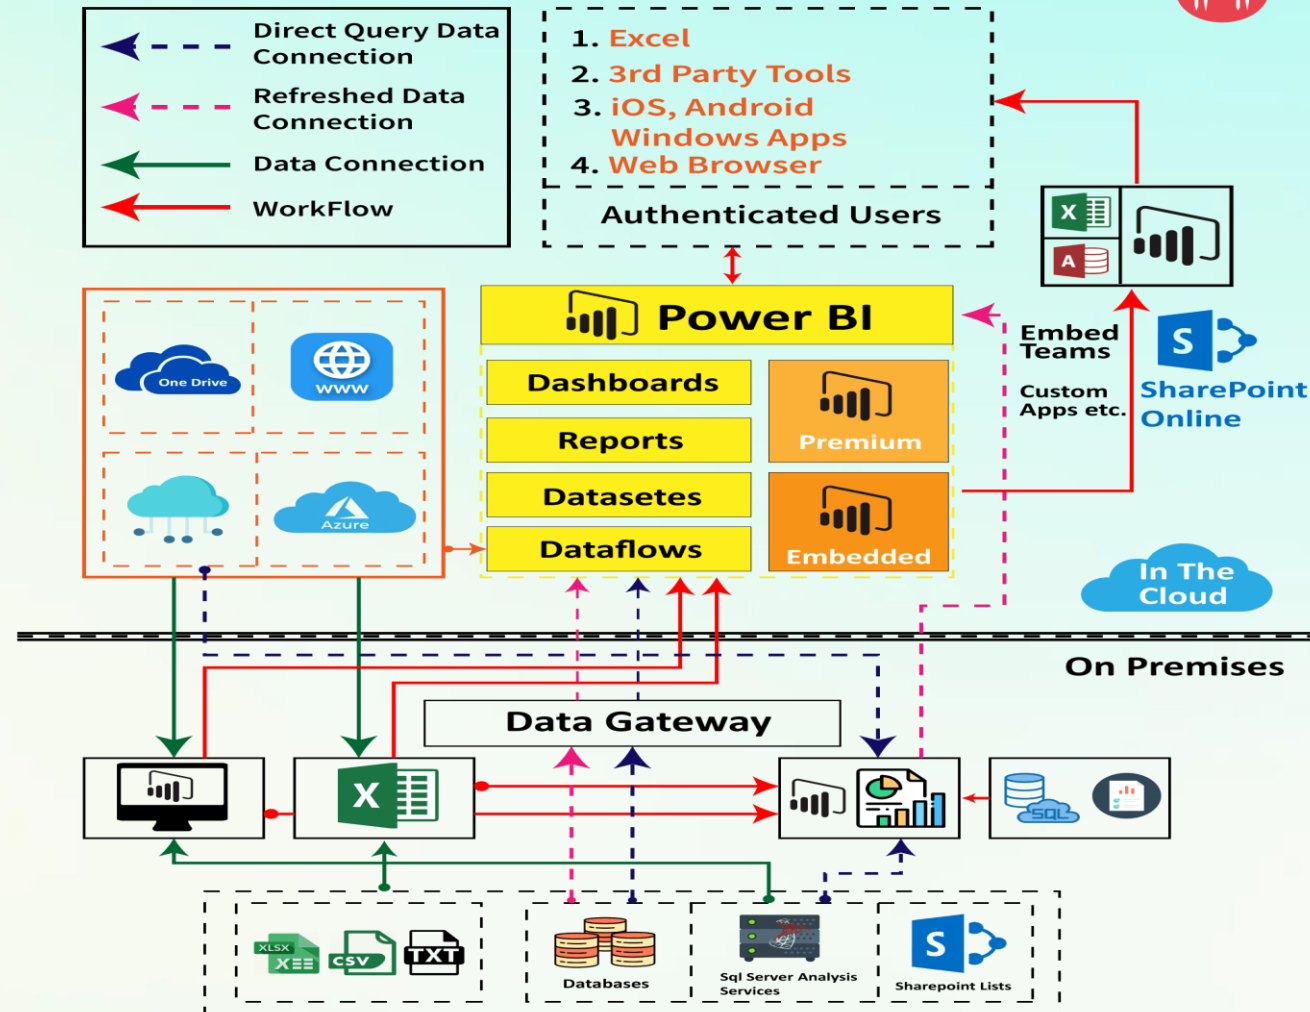 Direct Query Data
Connection
Refreshed Data
Connection
Data Connection
WorkFlow
1. Excel
2. 3rd Party Tools
3. iOS, Android
Windows Apps
4. Web Browser
Authenticated Users
X
A
Power BI
Embed
Teams
Custom
Apps etc.
S
SharePoint
Online
One Drive
www
Azure
Dashboards
Reports
Datasetes
Dataflows
Premium
Embedded
In The
Cloud
On Premises
Data Gateway
X
SQL
XLSX
X
CSV
TXT
Databases
Sql Server Analysis
Services
S
Sharepoint Lists